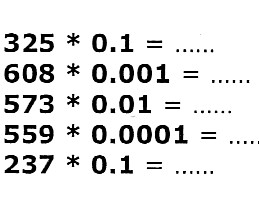 325 * 0.1 = ......
608 * 0.001 = ......
573 * 0.01 = ......
559 * 0.0001 = .....
237 * 0.1 = ......